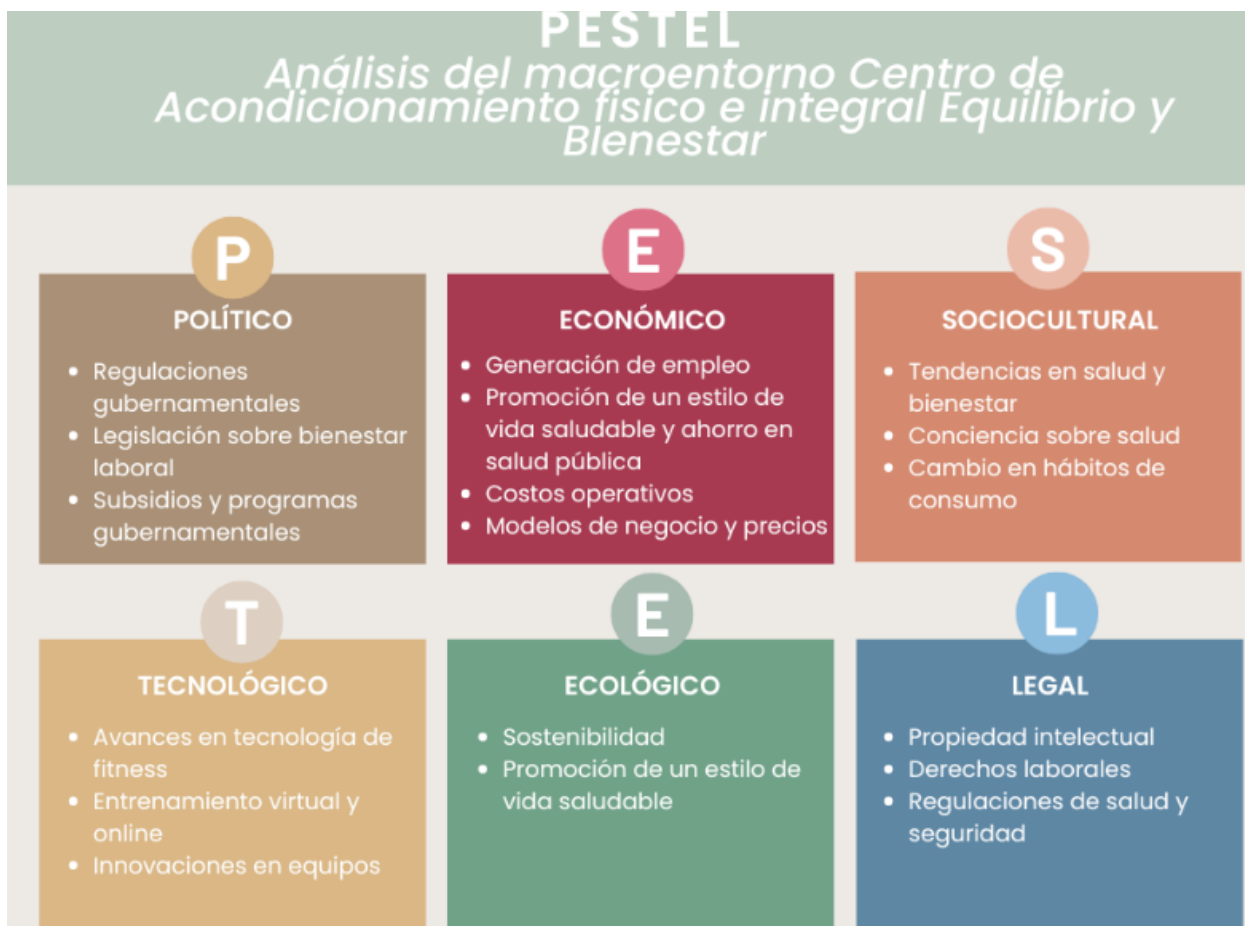 PESTEL
Análisis del macroentorno Centro de
Acondicionamiento fisico e integral Equilibrio y
BIenestar
P
POLÍTICO
• Regulaciones
gubernamentales
• Legislación sobre bienestar
laboral
• Subsidios y programas
gubernamentales
E
ECONÓMICO
• Generación de empleo
• Promoción de un estilo de
vida saludable y ahorro en
salud pública
• Costos operativos
• Modelos de negocio y precios
S
SOCIOCULTURAL
• Tendencias en salud y
bienestar
• Conciencia sobre salud
• Cambio en hábitos de
consumo
T
TECNOLÓGICO
• Avances en tecnología de
fitness
• Entrenamiento virtual y
online
• Innovaciones en equipos
E
ECOLÓGICO
• Sostenibilidad
• Promoción de un estilo de
vida saludable
L
LEGAL
• Propiedad intelectual
• Derechos laborales
• Regulaciones de salud y
seguridad